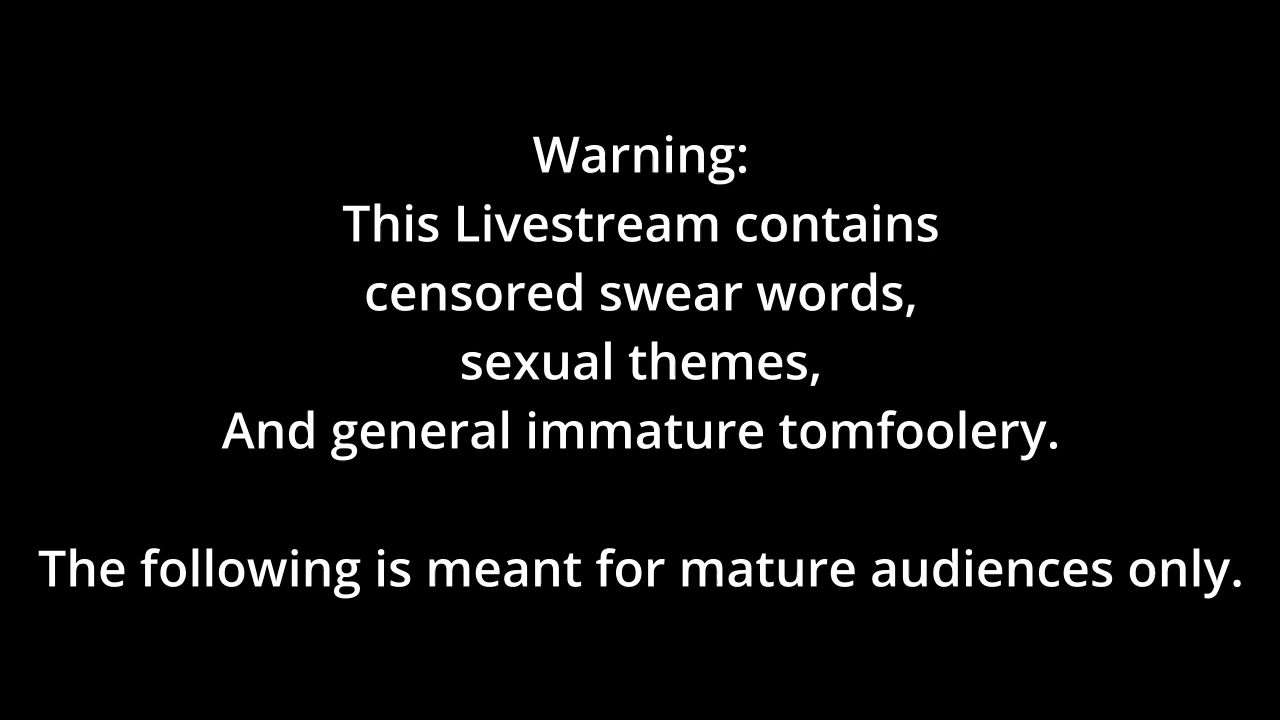 Warning:
This Livestream contains
censored swear words,
sexual themes,
And general immature tomfoolery.
The following is meant for mature audiences only.